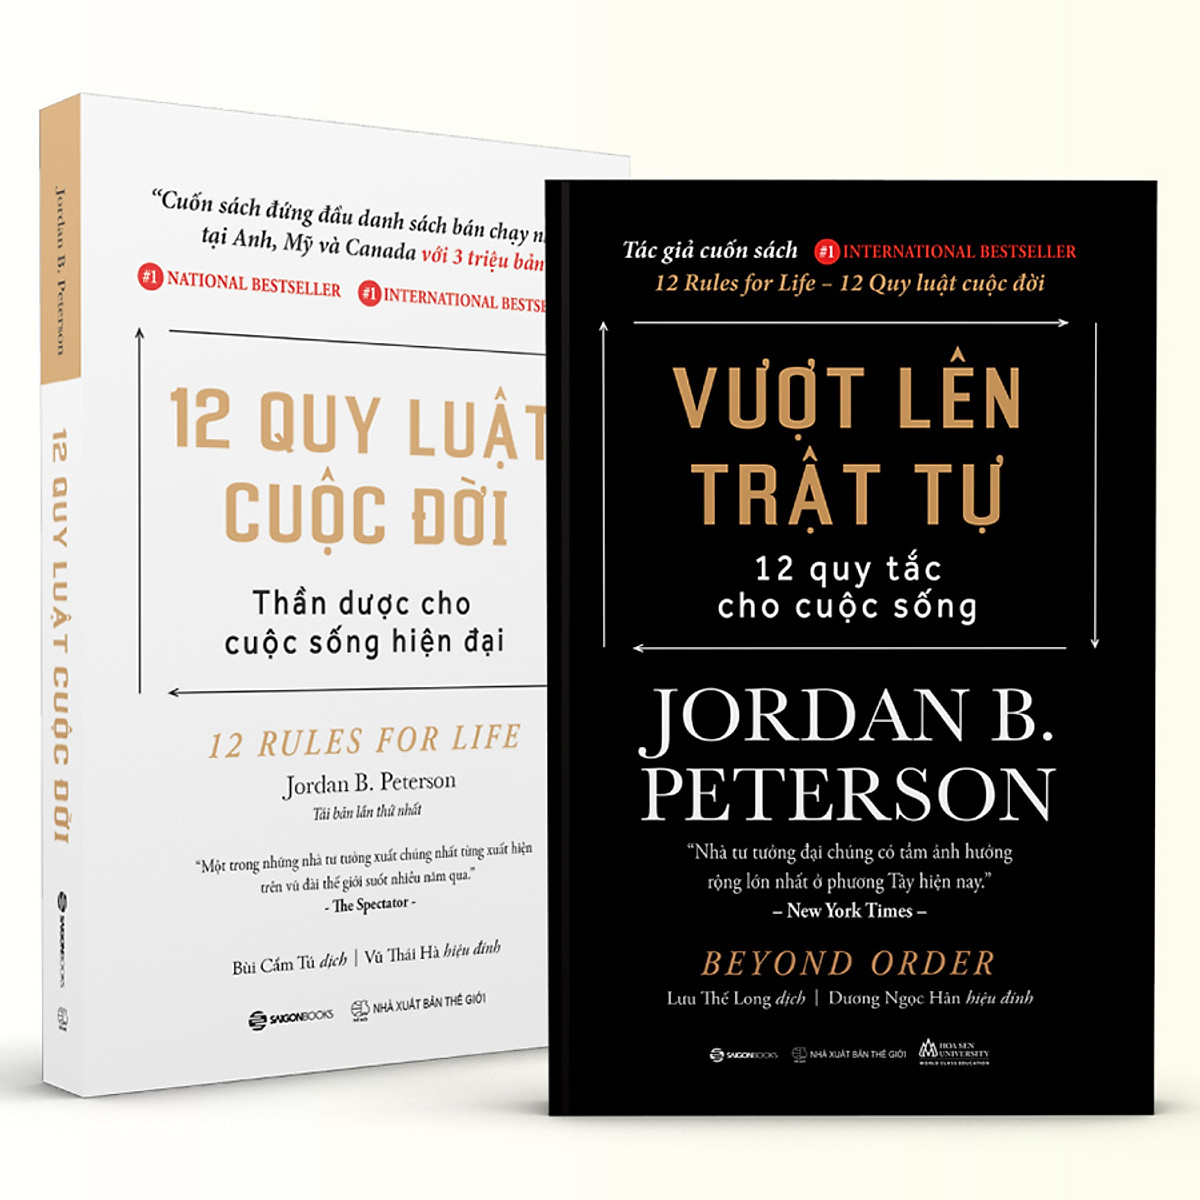 Jordan B. Peterson
12 QUY LUẬT CUỘC ĐỜI
SAIGONBOOKS
“Cuốn sách đứng đầu danh sách bán chạy
tại Anh, Mỹ và Canada với 3 triệu bản
#1 NATIONAL BESTSELLER #1 INTERNATIONAL
12 QUY LUẬT
CUỘC ĐỜI
Thần dược cho
cuộc sống hiện đại
12 RULES FOR LIFE
Jordan B. Peterson
Tái bản lần thứ nhất
“Một trong những nhà tư tưởng xuất chúng nhất từng xuất hiện
trên vũ đài thế giới suốt nhiều năm qua.”
- The Spectator -
Bùi Cẩm Tú dịch | Vũ Thái Hà hiệu đính
SAIGONBOOKS NHÀ XUẤT BẢN THẾ GIỚI
Tác giả cuốn sách #1 INTERNATIONAL BESTSELLER
12 Rules for Life – 12 Quy luật cuộc đời
VƯỢT LÊN
TRẬT TỰ
12 quy tắc
cho cuộc sống
JORDAN B.
PETERSON
“Nhà tư tưởng đại chúng có tầm ảnh hưởng
rộng lớn nhất ở phương Tây hiện nay.”
– New York Times –
BEYOND ORDER
Lưu Thế Long dịch | Dương Ngọc Hân hiệu đính
SAIGONBOOKS NHÀ XUẤT BẢN THẾ GIỚI HOA SEN
UNIVERSITY
WORLD CLASS EDUCATION